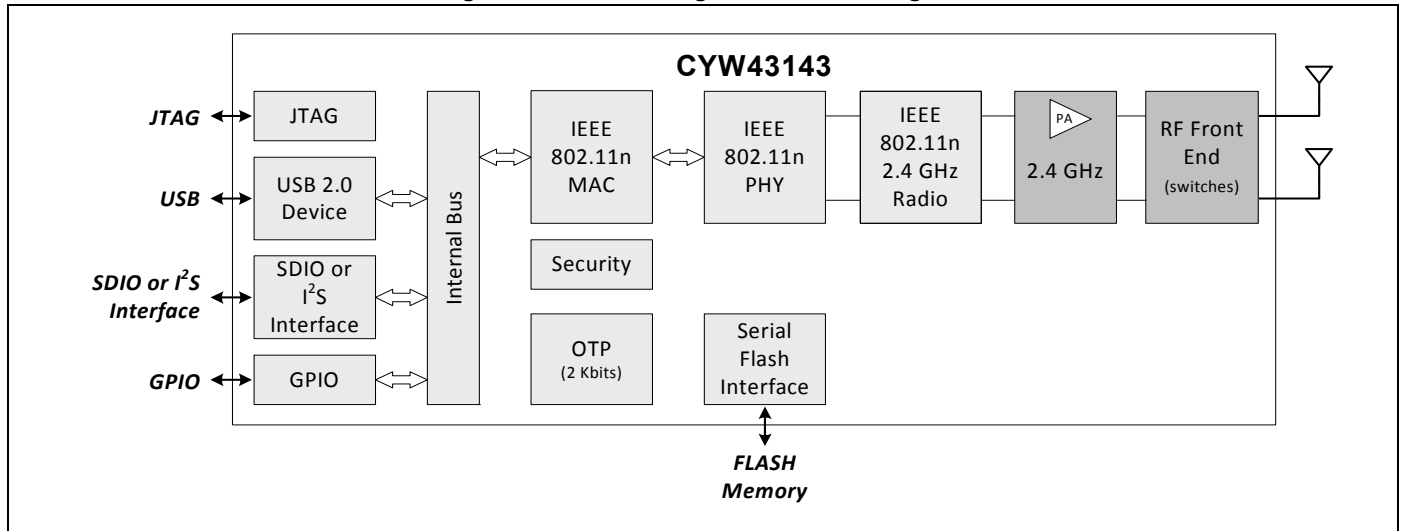 CYW43143
JTAG
JTAG
USB
USB 2.0
Device
SDIO or I²S
Interface
SDIO or
I²S
Interface
GPIO
GPIO
Internal Bus
IEEE
802.11n
MAC
IEEE
802.11n
PHY
IEEE
802.11n
2.4 GHz
Radio
PA
2.4 GHz
RF Front
End
(switches)
Security
OTP
(2 Kbits)
Serial
Flash
Interface
FLASH
Memory